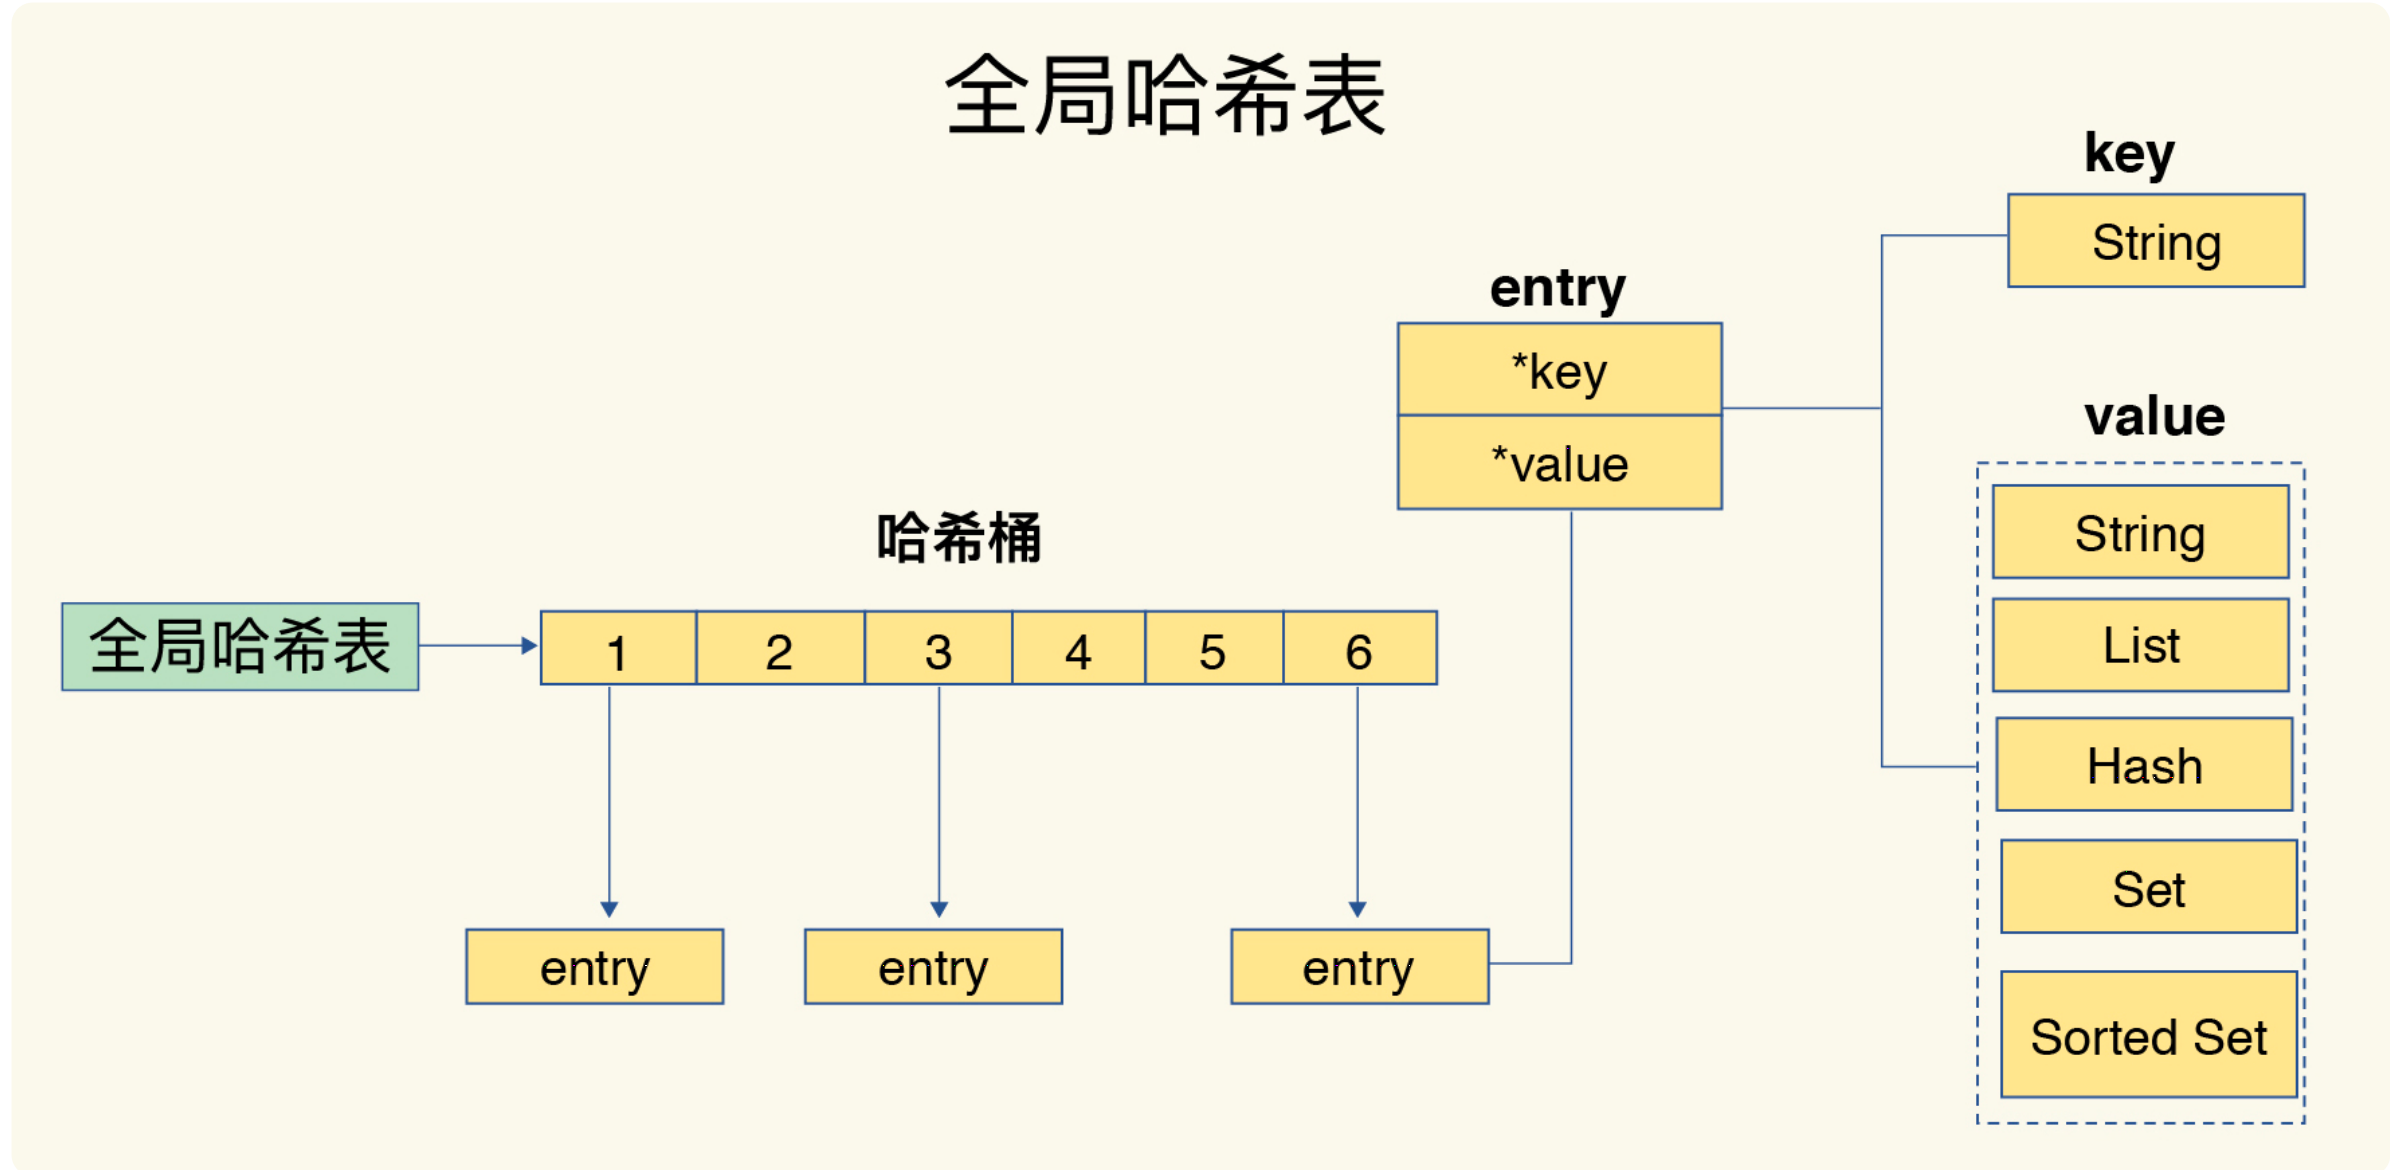 全局哈希表
key
String
entry
*key
*value
value
String
List
Hash
Set
Sorted Set
哈希桶
全局哈希表
1
2
3
4
5
6
entry
entry
entry